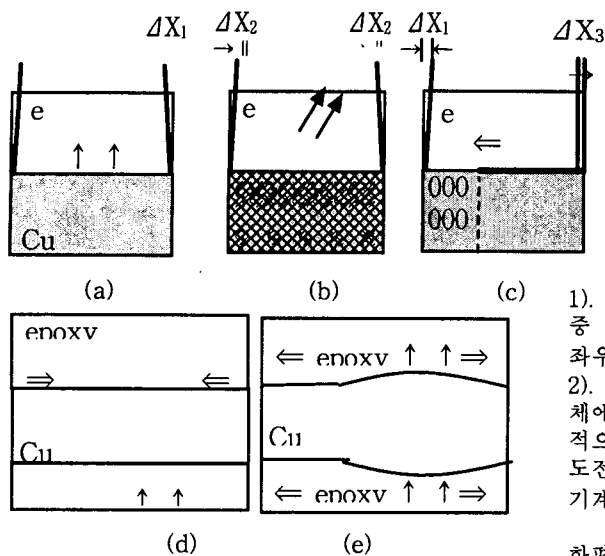 ΔX₁ ΔX₂ ΔX₂ ΔX₁ ΔX₃
e e e
000
000
Cu
(a) (b) (c)
epoxy
⇐ epoxy ↑ ↑ ⇒
Cu
Cu
⇐ epoxy ↑ ↑ ⇒
(d) (e)
1).
중
좌우
2).
체에
적으
도전
기계